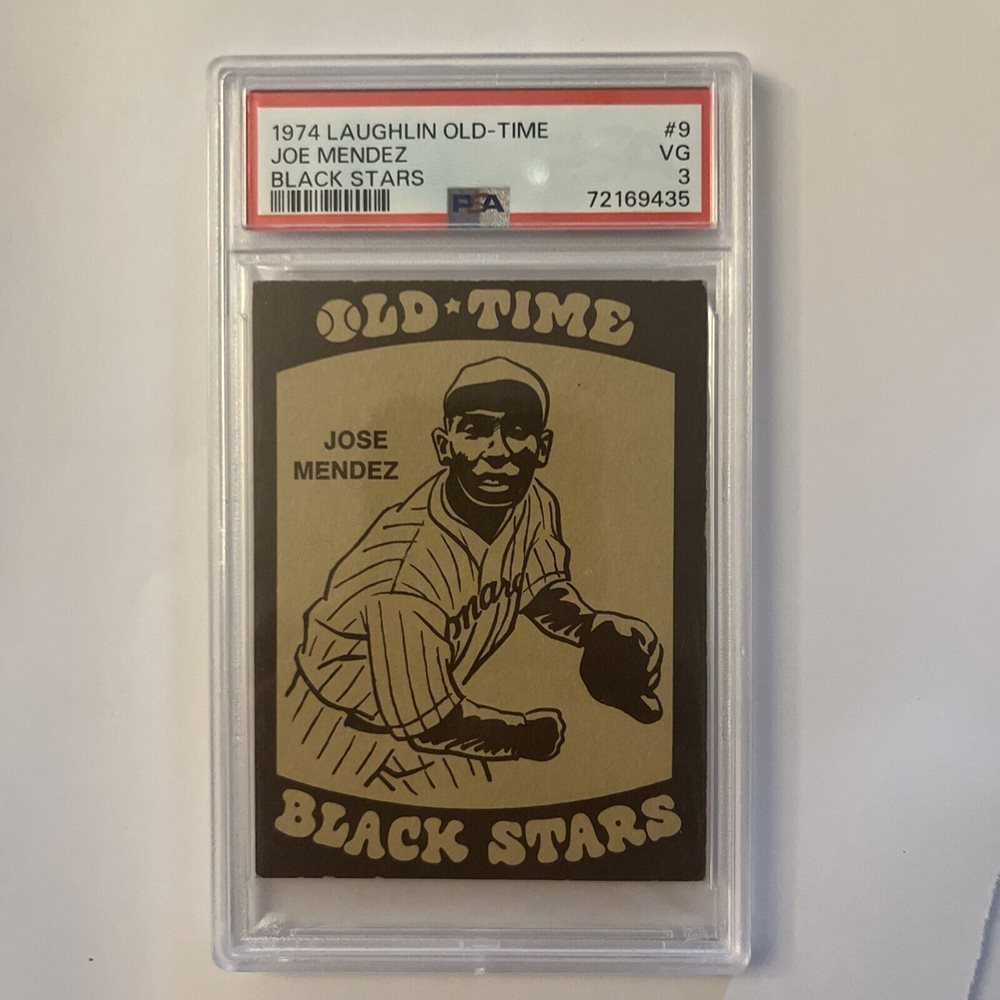 1974 LAUGHLIN OLD-TIME #9
JOE MENDEZ VG
BLACK STARS 3
PSA 72169435
OLD TIME
JOSE
MENDEZ
marq
BLACK STARS